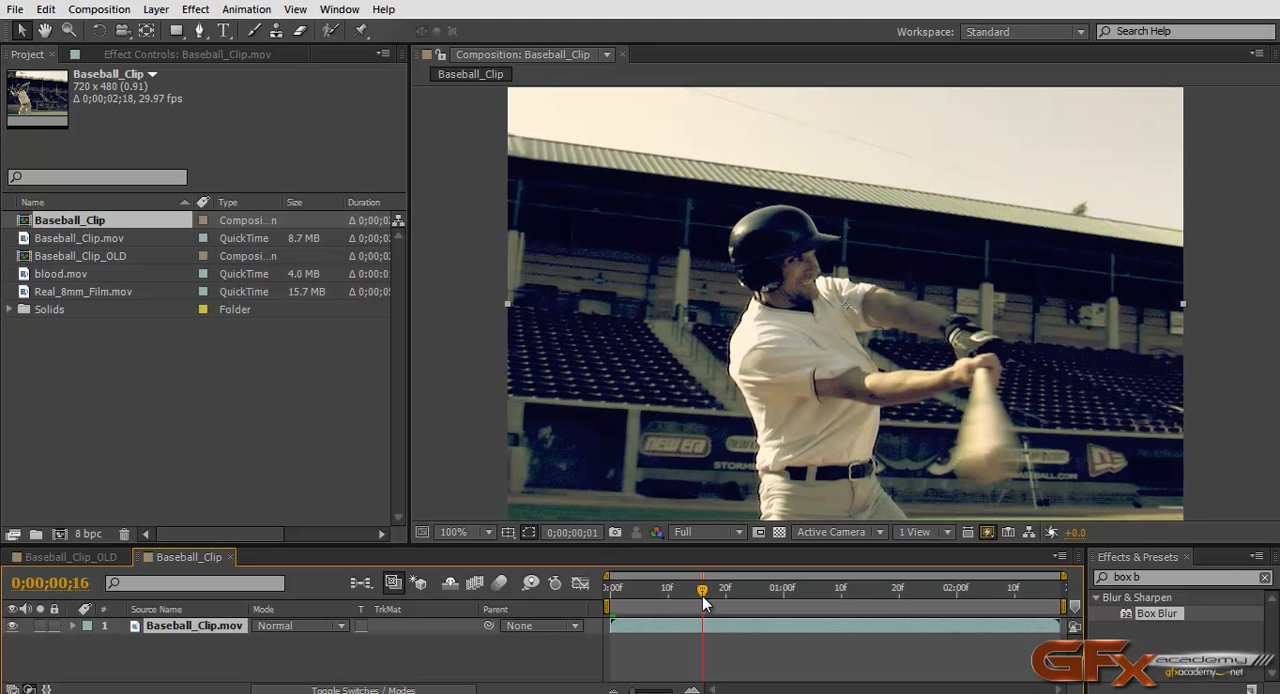 File Edit Composition Layer Effect Animation View Window Help
Workspace: Standard Search Help
Project Effect Controls: Baseball_Clip.mov Composition: Baseball_Clip
Baseball_Clip
Baseball_Clip
720 x 480 (0.91)
Δ 0;00;02;18, 29.97 fps
Name Type Size Duration
Baseball_Clip Composi...n Δ 0;00;0
Baseball_Clip.mov QuickTime 8.7 MB Δ 0;00;0
Baseball_Clip_OLD Composi...n Δ 0;00;0
blood.mov QuickTime 4.0 MB Δ 0:00:0
Real_8mm_Film.mov QuickTime 15.7 MB Δ 0;00;0
Solids Folder
NEW ERA
8 bpc 100% 0;00;00;01 Full Active Camera 1 View +0.0
Baseball_Clip_OLD Baseball_Clip Effects & Presets
0;00;00;16 :00f 10f 20f 01:00f 10f 20f 02:00f 10f box b
Blur & Sharpen
Box Blur
# Source Name Mode T TrkMat Parent
1 Baseball_Clip.mov Normal None
GFx academy
gfxacademy.net
Toggle Switches / Modes